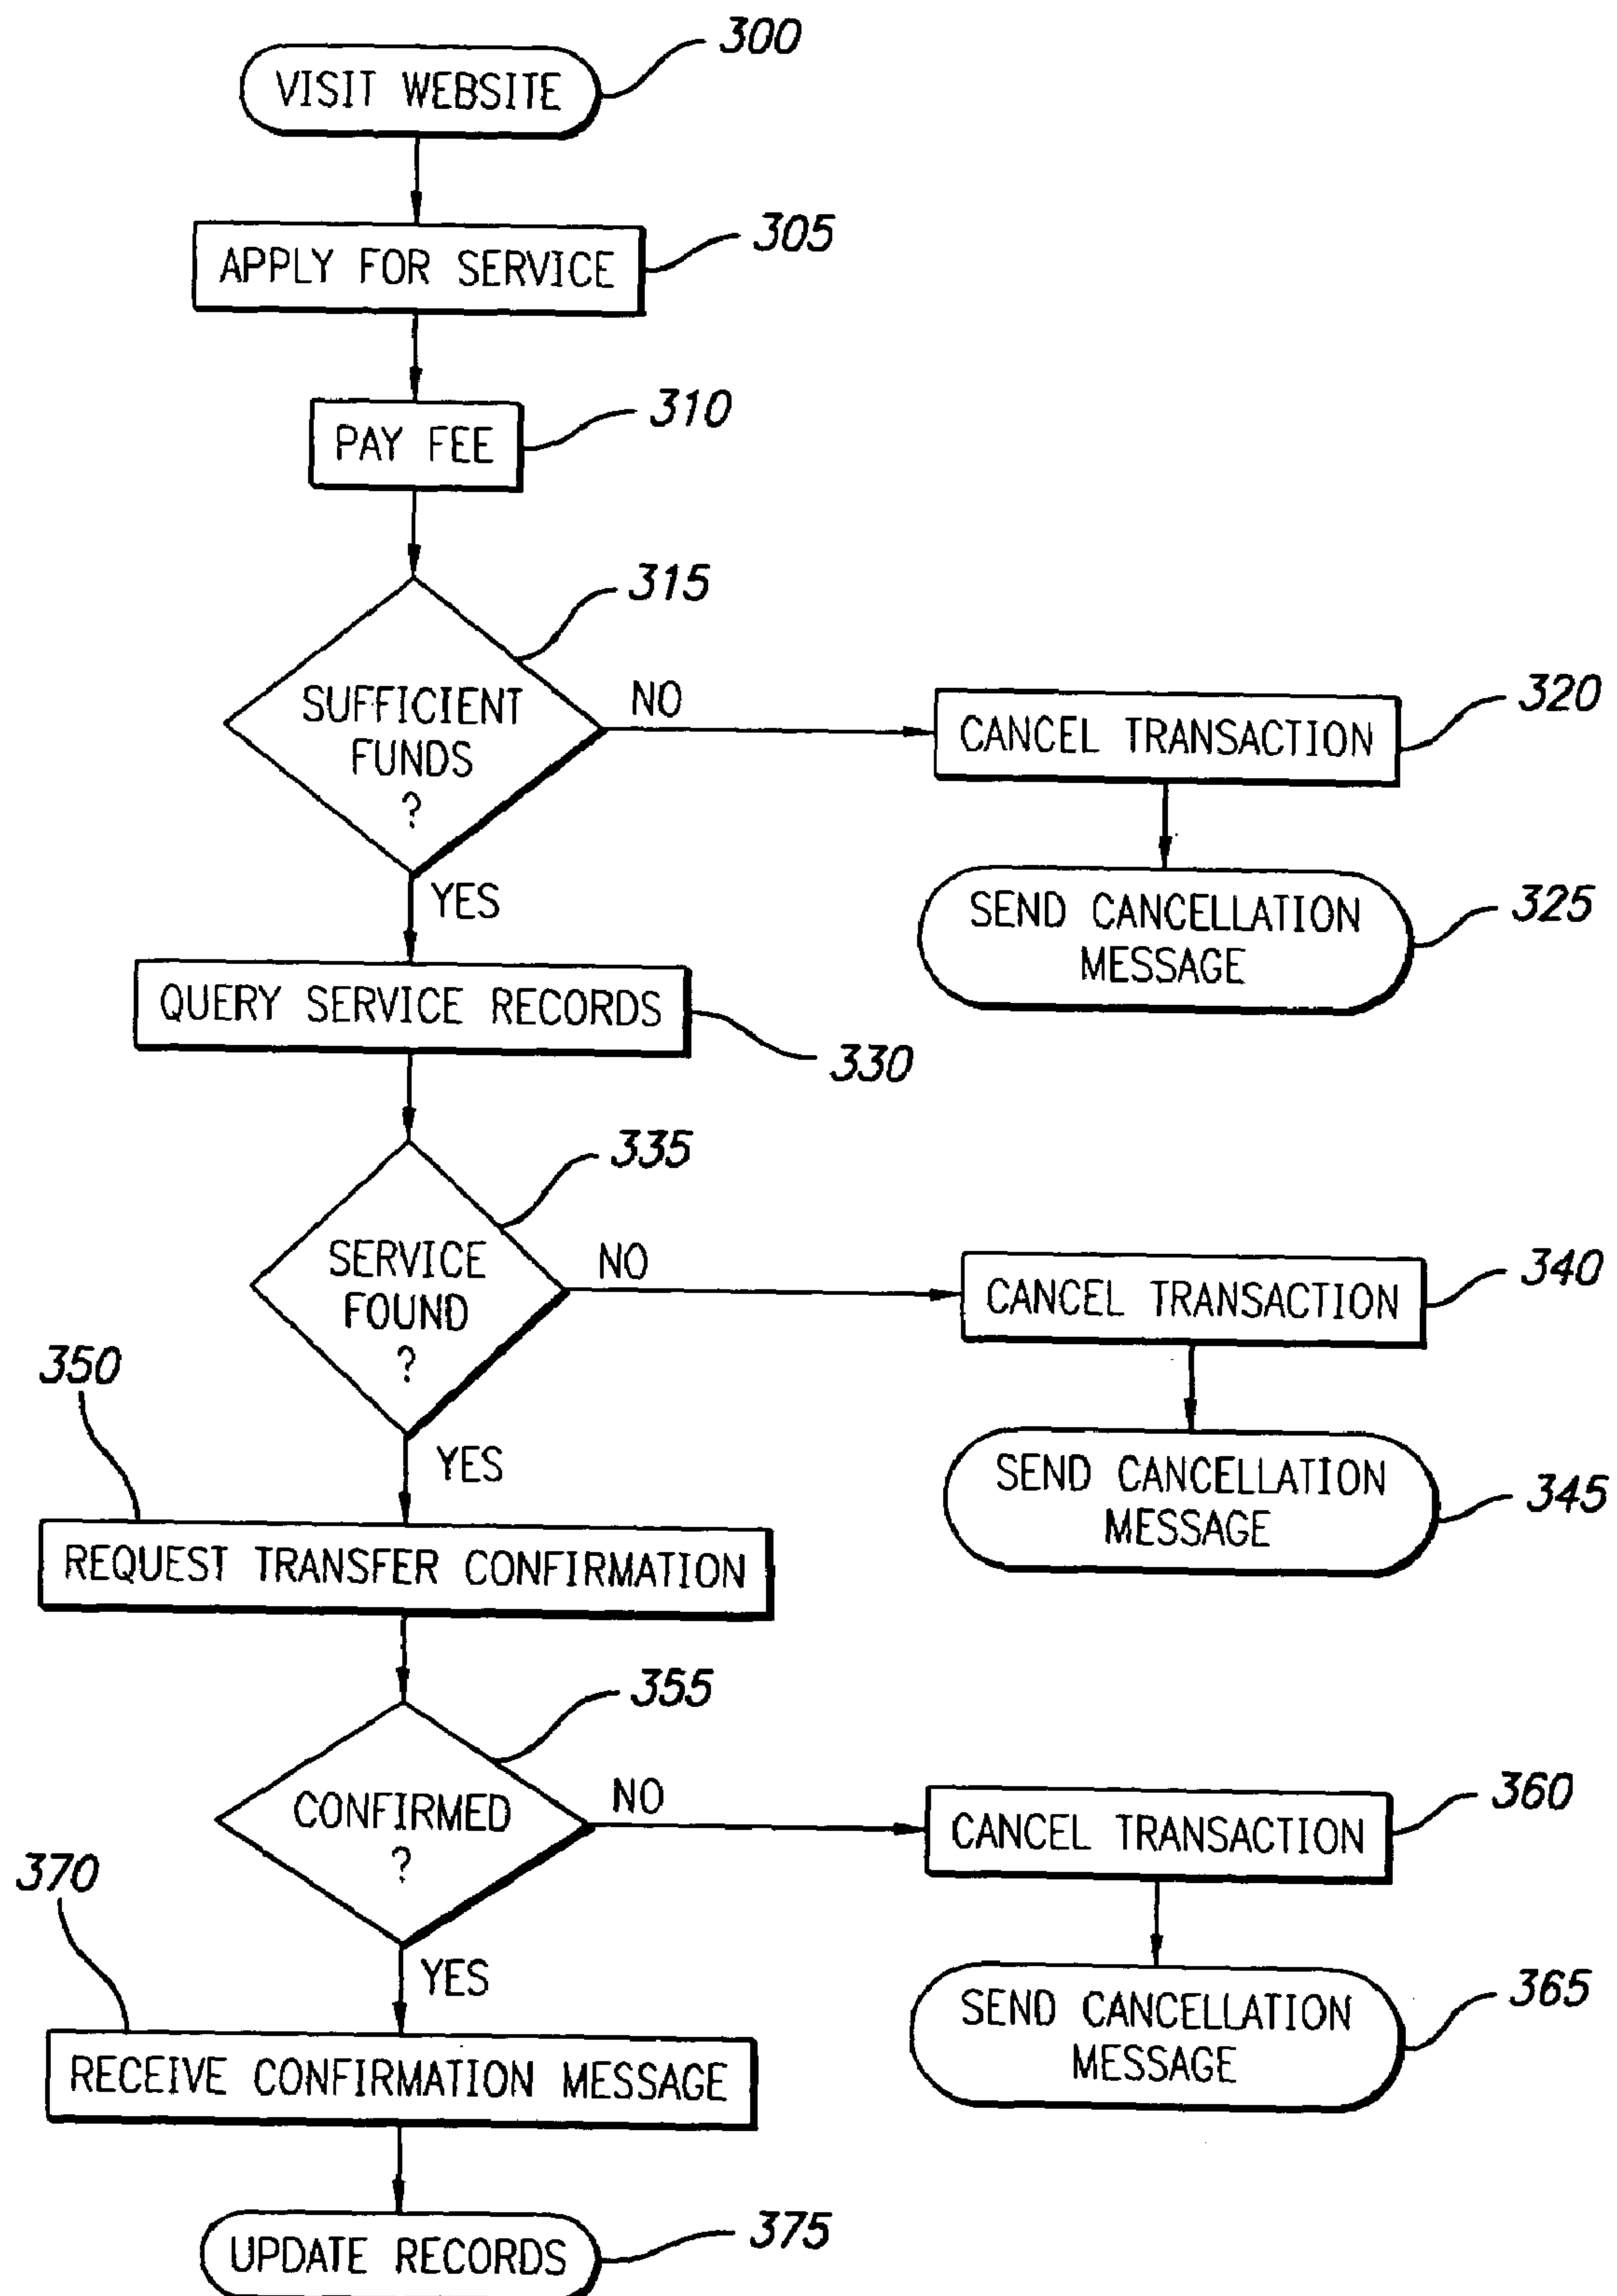 300
VISIT WEBSITE
305
APPLY FOR SERVICE
310
PAY FEE
315
SUFFICIENT
FUNDS
?
NO
320
CANCEL TRANSACTION
325
SEND CANCELLATION
MESSAGE
YES
QUERY SERVICE RECORDS
330
335
SERVICE
FOUND
?
NO
340
CANCEL TRANSACTION
345
SEND CANCELLATION
MESSAGE
YES
350
REQUEST TRANSFER CONFIRMATION
355
CONFIRMED
?
NO
360
CANCEL TRANSACTION
365
SEND CANCELLATION
MESSAGE
YES
370
RECEIVE CONFIRMATION MESSAGE
375
UPDATE RECORDS